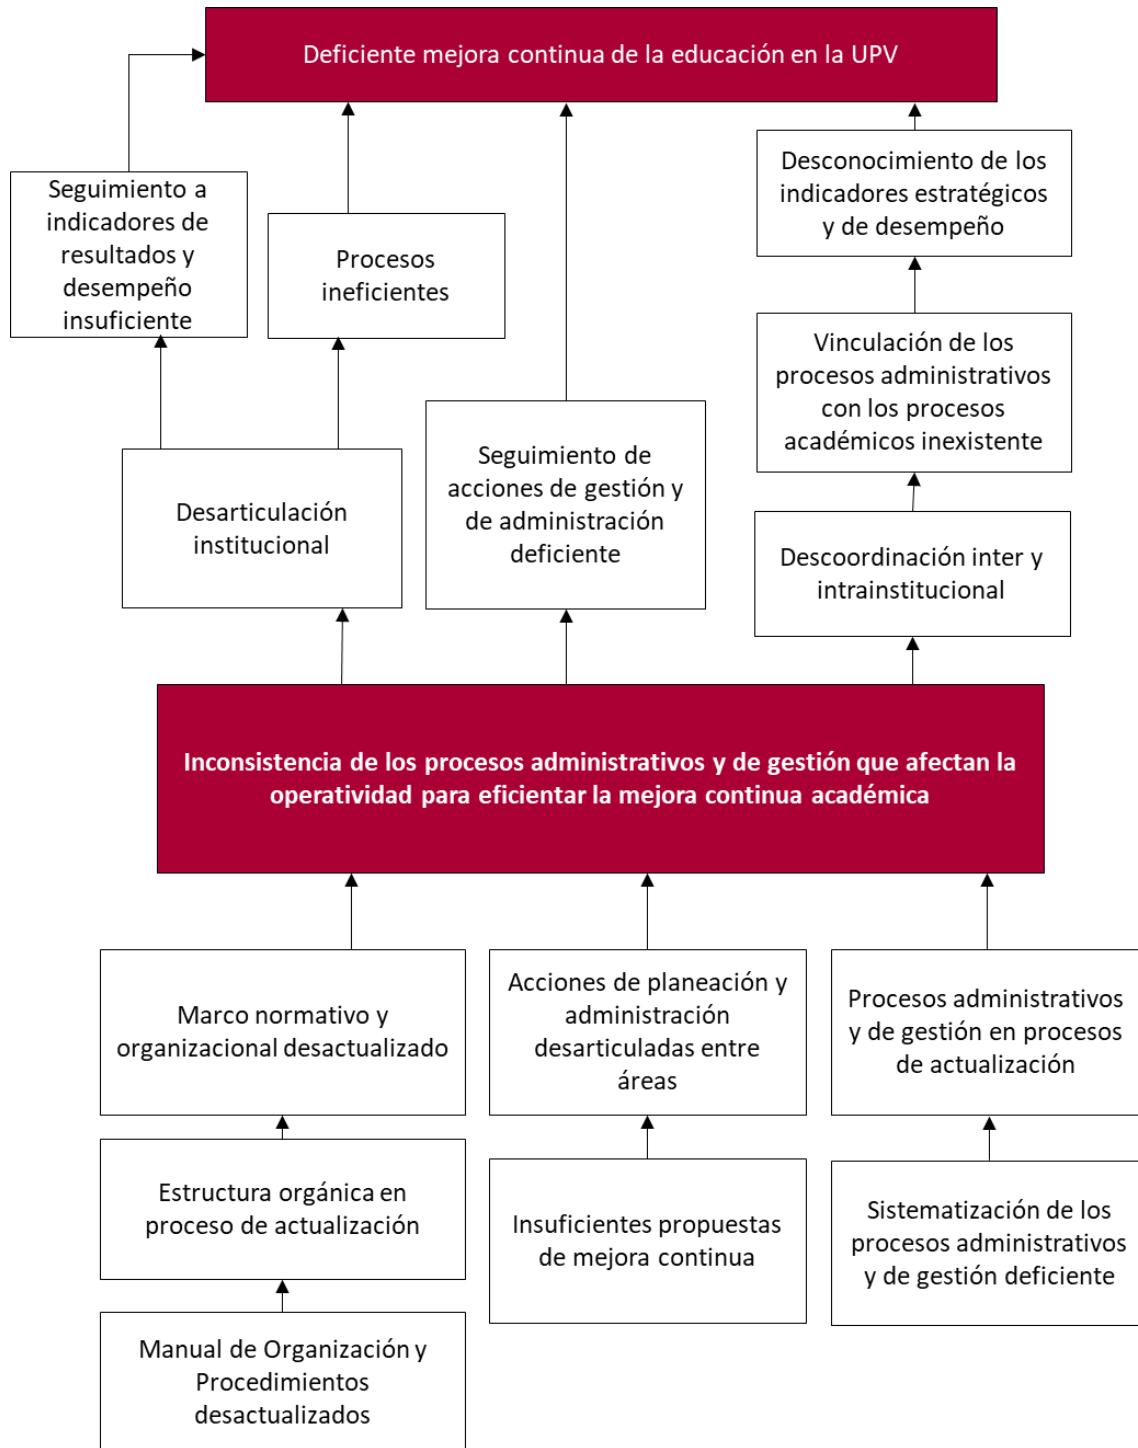 Deficiente mejora continua de la educación en la UPV
Seguimiento a
indicadores de
resultados y
desempeño
insuficiente
Procesos
ineficientes
Desconocimiento de los
indicadores estratégicos
y de desempeño
Vinculación de los
procesos administrativos
con los procesos
académicos inexistente
Desarticulación
institucional
Seguimiento de
acciones de gestión y
de administración
deficiente
Descoordinación inter y
intrainstitucional
Inconsistencia de los procesos administrativos y de gestión que afectan la
operatividad para eficientar la mejora continua académica
Marco normativo y
organizacional desactualizado
Acciones de planeación y
administración
desarticuladas entre
áreas
Procesos administrativos
y de gestión en procesos
de actualización
Estructura orgánica en
proceso de actualización
Insuficientes propuestas
de mejora continua
Sistematización de los
procesos administrativos
y de gestión deficiente
Manual de Organización y
Procedimientos
desactualizados